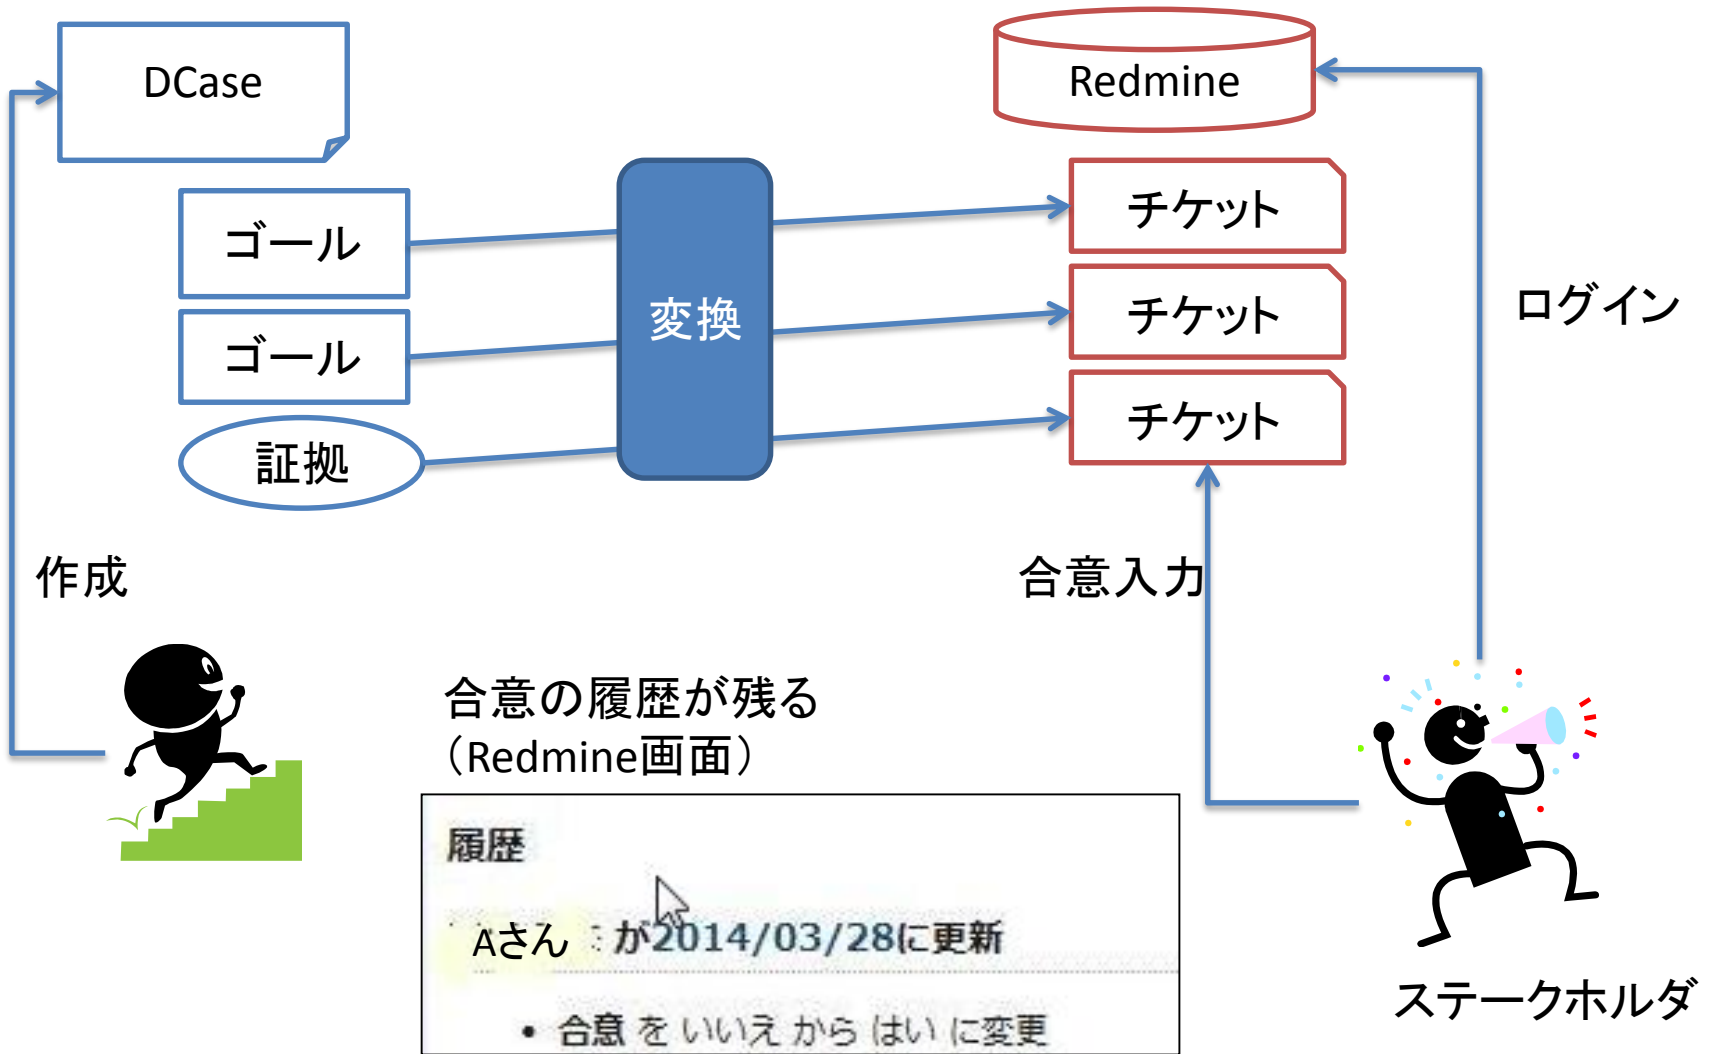 DCase
Redmine
ゴール
チケット
ゴール
変換
チケット
ログイン
証拠
チケット
作成
合意入力
合意の履歴が残る
（Redmine画面）
履歴
Aさん が2014/03/28に更新
• 合意 を いいえ から はい に変更
ステークホルダ